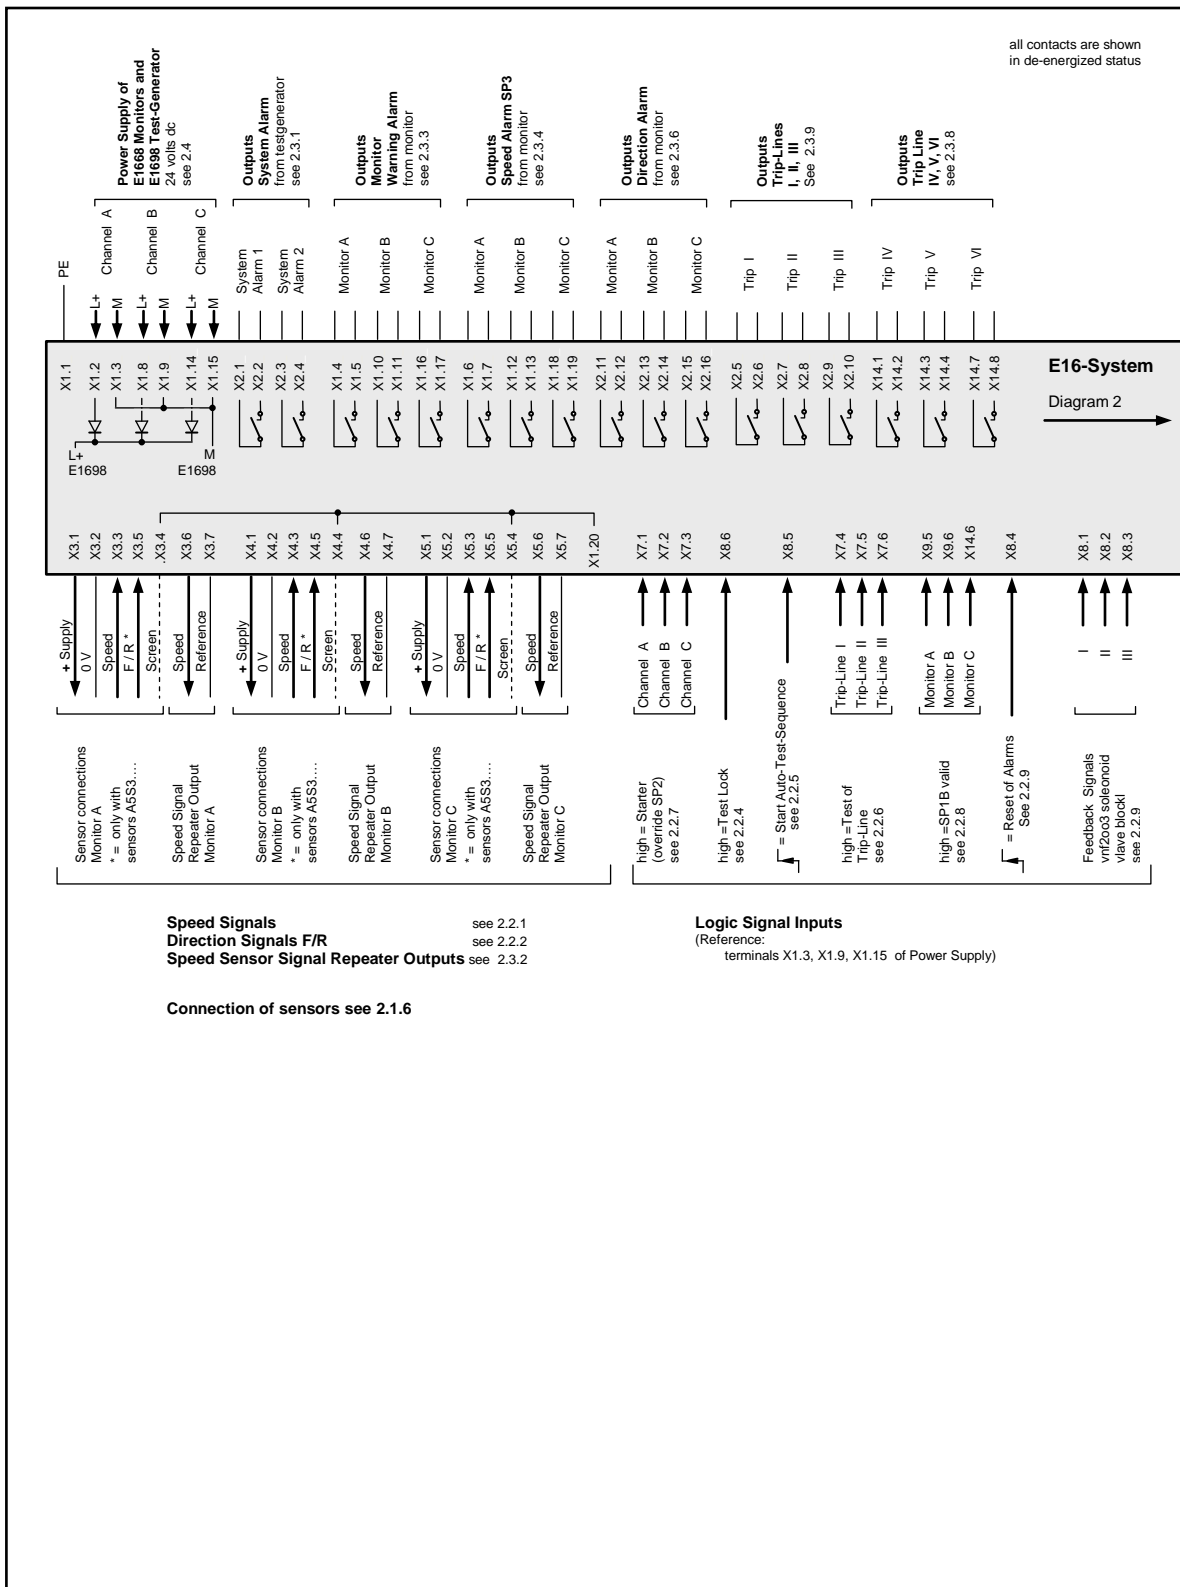 all contacts are shown
in de-energized status
Power Supply of
E1668 Monitors and
E1698 Test-Generator
24 volts dc
see 2.4
Outputs
System Alarm
from testgenerator
see 2.3.1
Outputs
Monitor
Warning Alarm
from monitor
see 2.3.3
Outputs
Speed Alarm SP3
from monitor
see 2.3.4
Outputs
Direction Alarm
from monitor
see 2.3.6
Outputs
Trip-Lines
I, II, III
See 2.3.9
Outputs
Trip Line
IV, V, VI
see 2.3.8
PE
Channel A
Channel B
Channel C
L+
M
L+
M
L+
M
System
Alarm 1
System
Alarm 2
Monitor A
Monitor B
Monitor C
Monitor A
Monitor B
Monitor C
Monitor A
Monitor B
Monitor C
Trip I
Trip II
Trip III
Trip IV
Trip V
Trip VI
X1.1
X1.2
X1.3
X1.8
X1.9
X1.14
X1.15
X2.1
X2.2
X2.3
X2.4
X1.4
X1.5
X1.10
X1.11
X1.16
X1.17
X1.6
X1.7
X1.12
X1.13
X1.18
X1.19
X2.11
X2.12
X2.13
X2.14
X2.15
X2.16
X2.5
X2.6
X2.7
X2.8
X2.9
X2.10
X14.1
X14.2
X14.3
X14.4
X14.7
X14.8
E16-System
Diagram 2
L+
E1698
M
E1698
X3.1
X3.2
X3.3
X3.5
.X3.4
X3.6
X3.7
X4.1
X4.2
X4.3
X4.5
X4.4
X4.6
X4.7
X5.1
X5.2
X5.3
X5.5
X5.4
X5.6
X5.7
X1.20
X7.1
X7.2
X7.3
X8.6
X8.5
X7.4
X7.5
X7.6
X9.5
X9.6
X14.6
X8.4
X8.1
X8.2
X8.3
+ Supply
0 V
Speed
F / R *
Screen
Speed
Reference
+ Supply
0 V
Speed
F / R *
Screen
Speed
Reference
+ Supply
0 V
Speed
F / R *
Screen
Speed
Reference
Channel A
Channel B
Channel C
Trip-Line I
Trip-Line II
Trip-Line III
Monitor A
Monitor B
Monitor C
I
II
III
Sensor connections
Monitor A
* = only with
sensors A5S3....
Speed Signal
Repeater Output
Monitor A
Sensor connections
Monitor B
* = only with
sensors A5S3....
Speed Signal
Repeater Output
Monitor B
Sensor connections
Monitor C
* = only with
sensors A5S3....
Speed Signal
Repeater Output
Monitor C
high = Starter
(override SP2)
see 2.2.7
high =Test Lock
see 2.2.4
= Start Auto-Test-Sequence
see 2.2.5
high =Test of
Trip-Line
see 2.2.6
high =SP1B valid
see 2.2.8
= Reset of Alarms
See 2.2.9
Feedback Signals
vnf2oo3 soleonoid
vlave blockl
see 2.2.9
Speed Signals see 2.2.1
Direction Signals F/R see 2.2.2
Speed Sensor Signal Repeater Outputs see 2.3.2
Connection of sensors see 2.1.6
Logic Signal Inputs
(Reference:
terminals X1.3, X1.9, X1.15 of Power Supply)